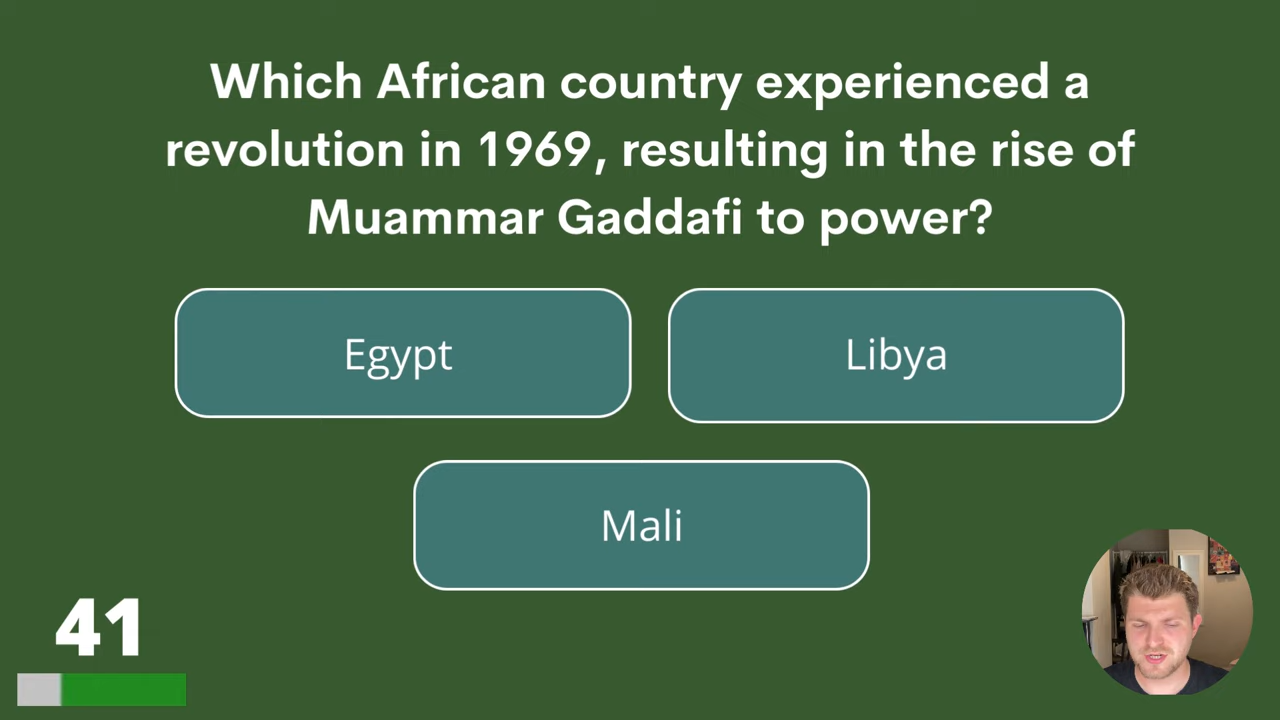 Which African country experienced a
revolution in 1969, resulting in the rise of
Muammar Gaddafi to power?
Egypt
Libya
Mali
41